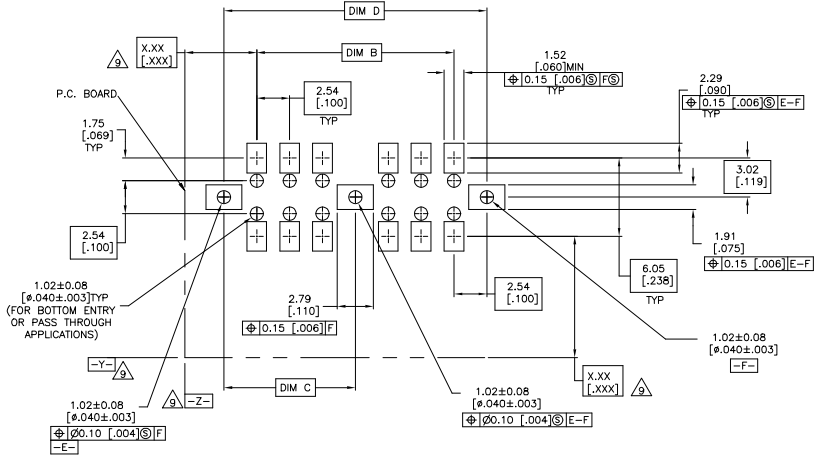 DIM D
X.XX
[.XXX]
9
DIM B
1.52
[.060]MIN
⌖ 0.15 [.006]Ⓢ FⓈ
TYP
2.29
[.090]
⌖ 0.15 [.006]Ⓢ E-F
TYP
P.C. BOARD
2.54
[.100]
TYP
1.75
[.069]
TYP
3.02
[.119]
2.54
[.100]
1.91
[.075]
⌖ 0.15 [.006] E-F
6.05
[.238]
TYP
2.54
[.100]
1.02±0.08
[ø.040±.003]TYP
(FOR BOTTOM ENTRY
OR PASS THROUGH
APPLICATIONS)
2.79
[.110]
⌖ 0.15 [.006] F
1.02±0.08
[ø.040±.003]
-F-
-Y-
9
X.XX
[.XXX]
9
DIM C
9
-Z-
1.02±0.08
[ø.040±.003]
⌖ Ø0.10 [.004]Ⓢ F
-E-
1.02±0.08
[ø.040±.003]
⌖ Ø0.10 [.004]Ⓢ E-F